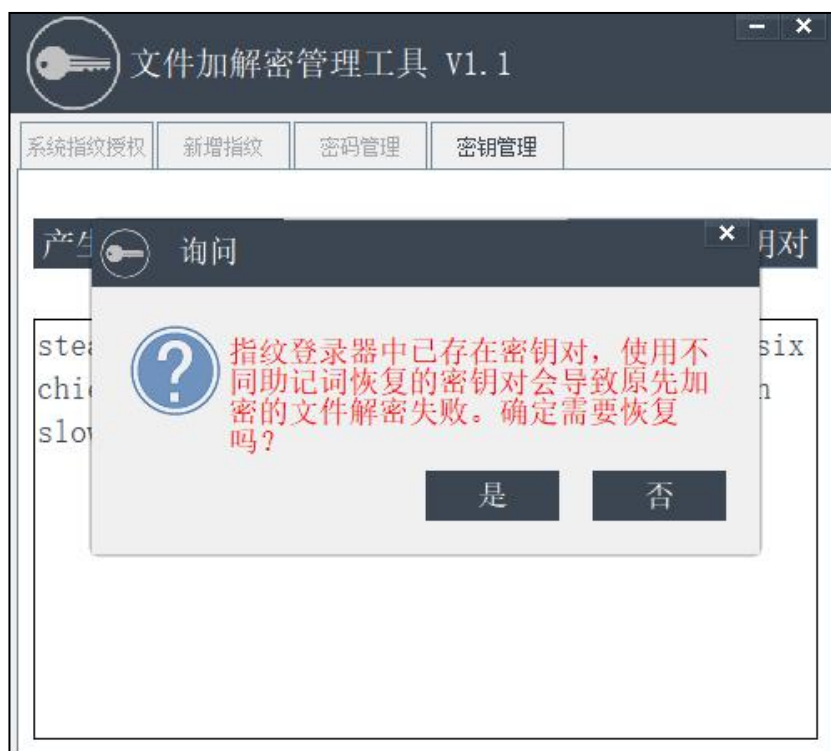 文件加解密管理工具 V1.1
系统指纹授权 新增指纹 密码管理 密钥管理
产生 钥对
询问
指纹登录器中已存在密钥对，使用不
同助记词恢复的密钥对会导致原先加
密的文件解密失败。确定需要恢复
吗？
six
是 否